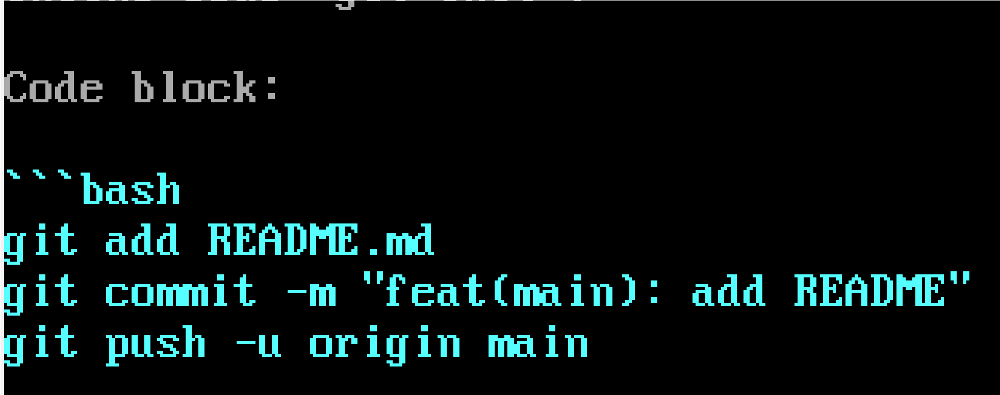 Code block:
```bash
git add README.md
git commit -m "feat(main): add README"
git push -u origin main